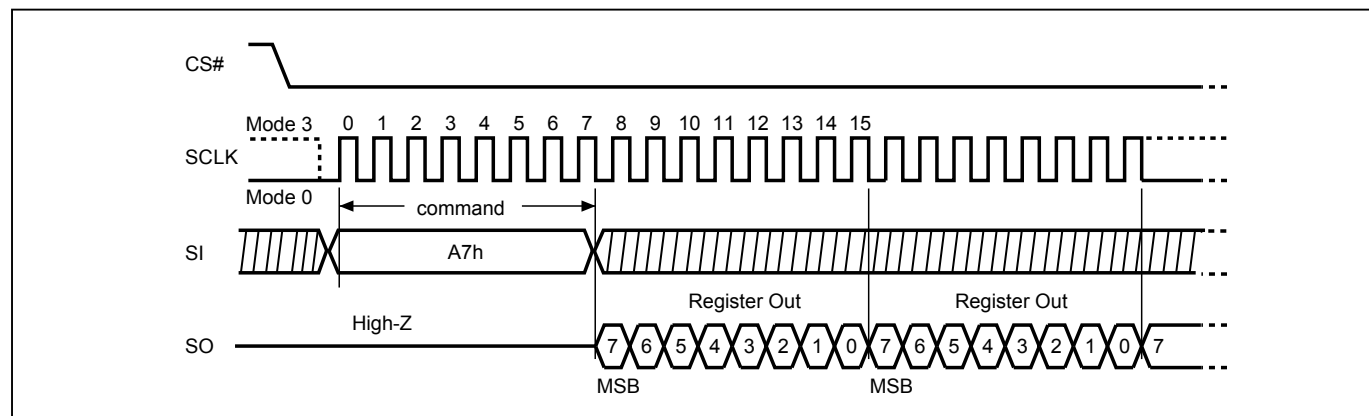 CS#
Mode 3 0 1 2 3 4 5 6 7 8 9 10 11 12 13 14 15
SCLK
Mode 0
command
SI A7h
High-Z Register Out Register Out
SO 7 6 5 4 3 2 1 0 7 6 5 4 3 2 1 0 7
MSB MSB